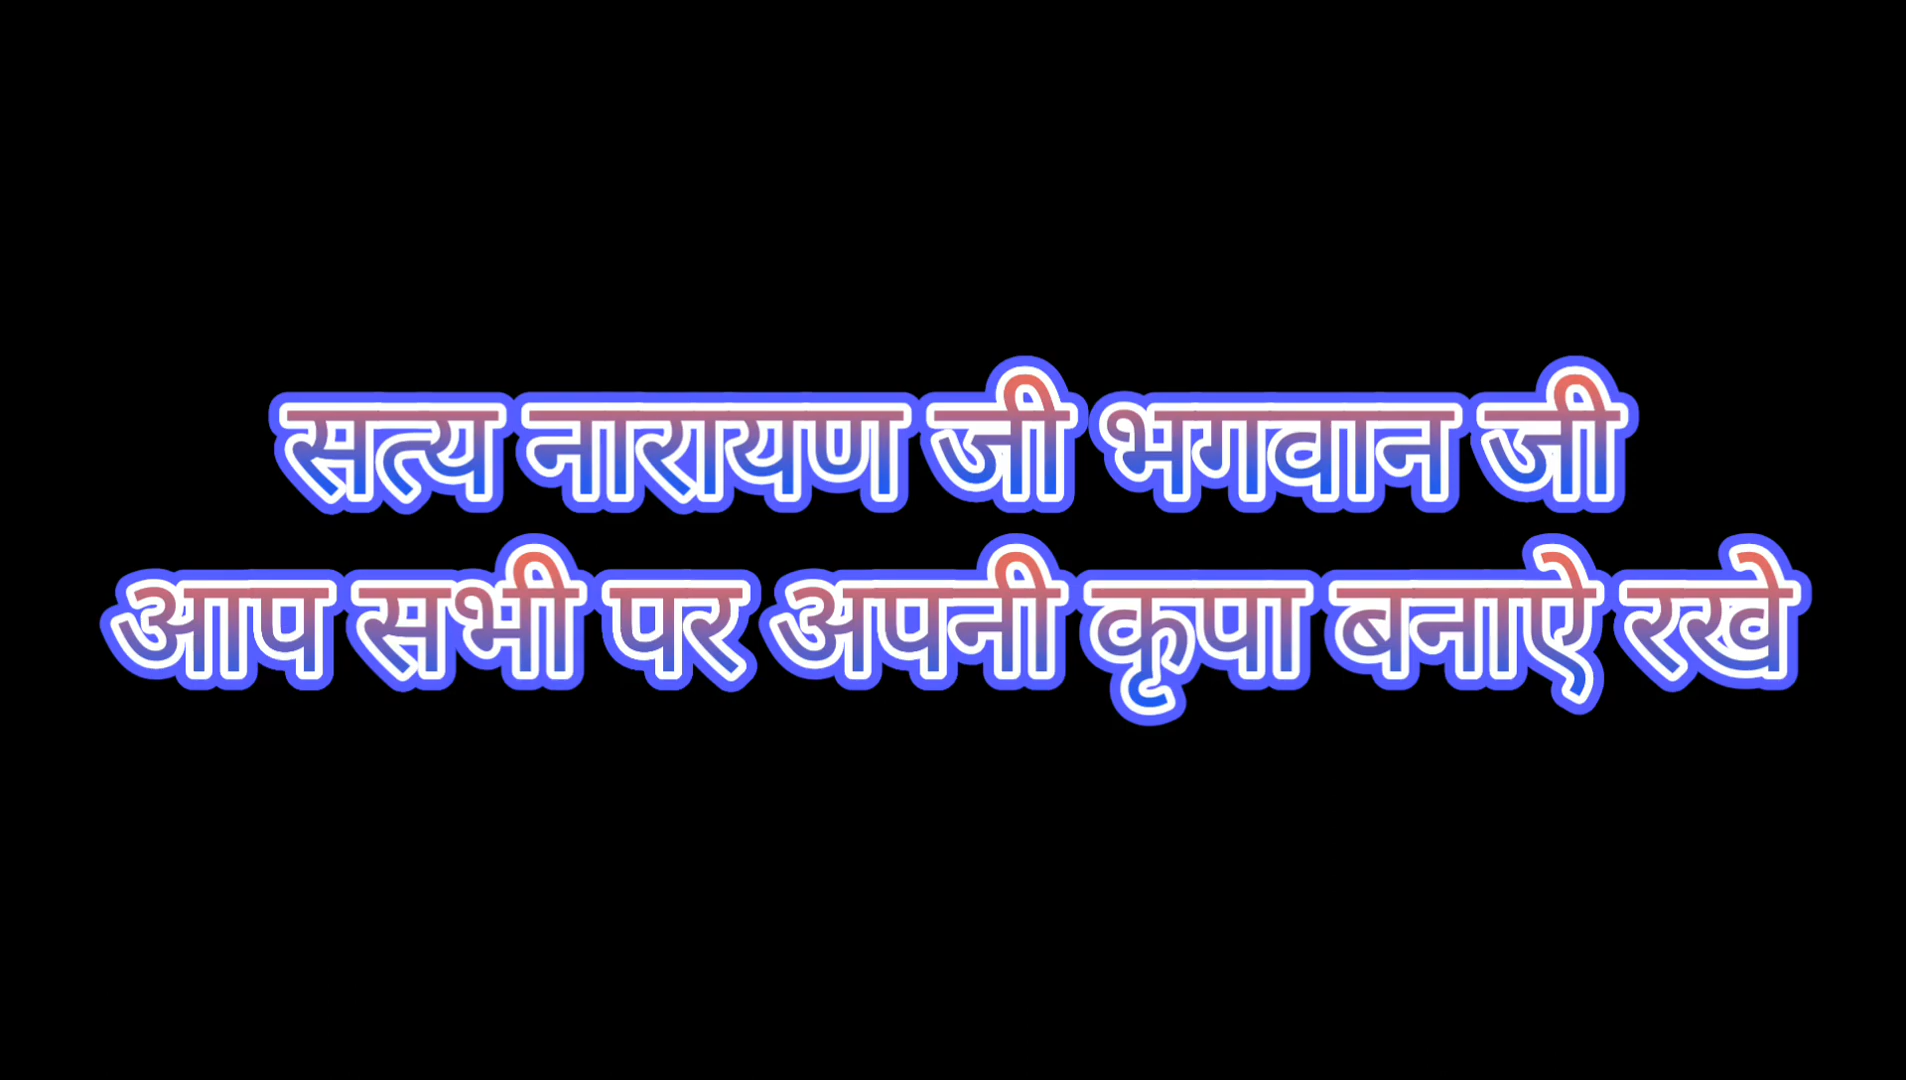 सत्य नारायण जी भगवान जी
आप सभी पर अपनी कृपा बनाऐ रखे